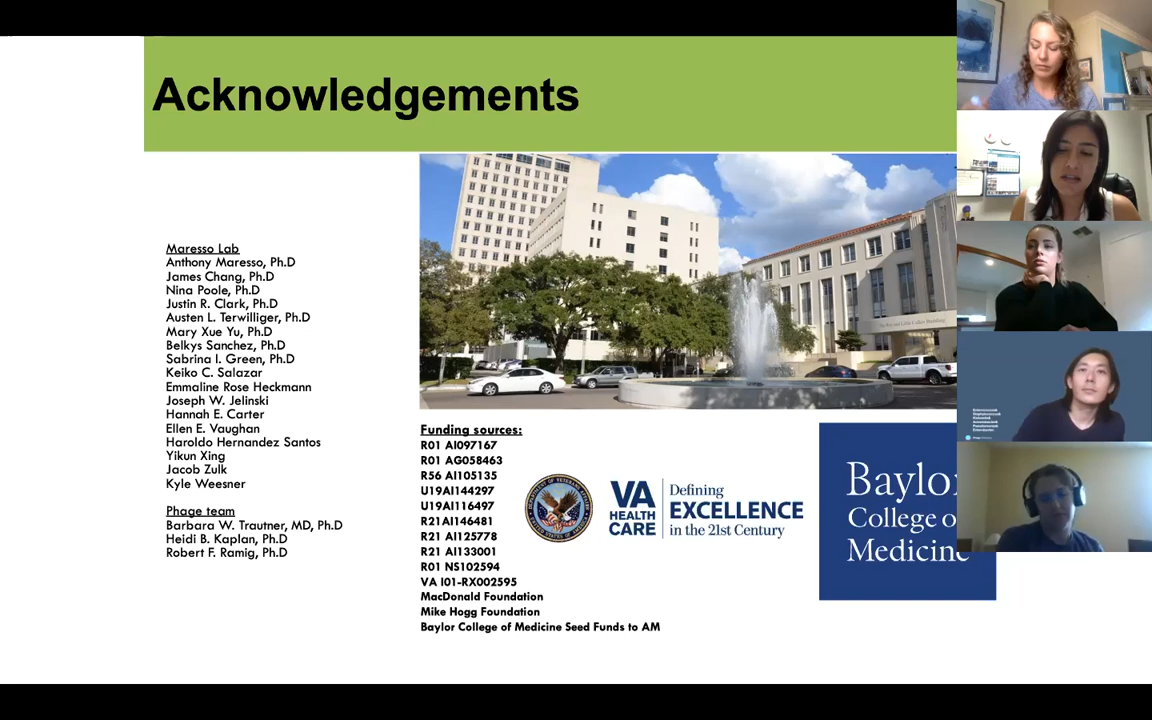 Acknowledgements
Maresso Lab
Anthony Maresso, Ph.D
James Chang, Ph.D
Nina Poole, Ph.D
Justin R. Clark, Ph.D
Austen L. Terwilliger, Ph.D
Mary Xue Yu, Ph.D
Belkys Sanchez, Ph.D
Sabrina I. Green, Ph.D
Keiko C. Salazar
Emmaline Rose Heckmann
Joseph W. Jelinski
Hannah E. Carter
Ellen E. Vaughan
Haroldo Hernandez Santos
Yikun Xing
Jacob Zulk
Kyle Weesner
Phage team
Barbara W. Trautner, MD, Ph.D
Heidi B. Kaplan, Ph.D
Robert F. Ramig, Ph.D
Funding sources:
R01 AI097167
R01 AG058463
R56 AI105135
U19AI144297
U19AI116497
R21AI146481
R21 AI125778
R21 AI133001
R01 NS102594
VA I01-RX002595
MacDonald Foundation
Mike Hogg Foundation
Baylor College of Medicine Seed Funds to AM
VA
HEALTH
CARE
Defining
EXCELLENCE
in the 21st Century
Baylo
College o
Medicine